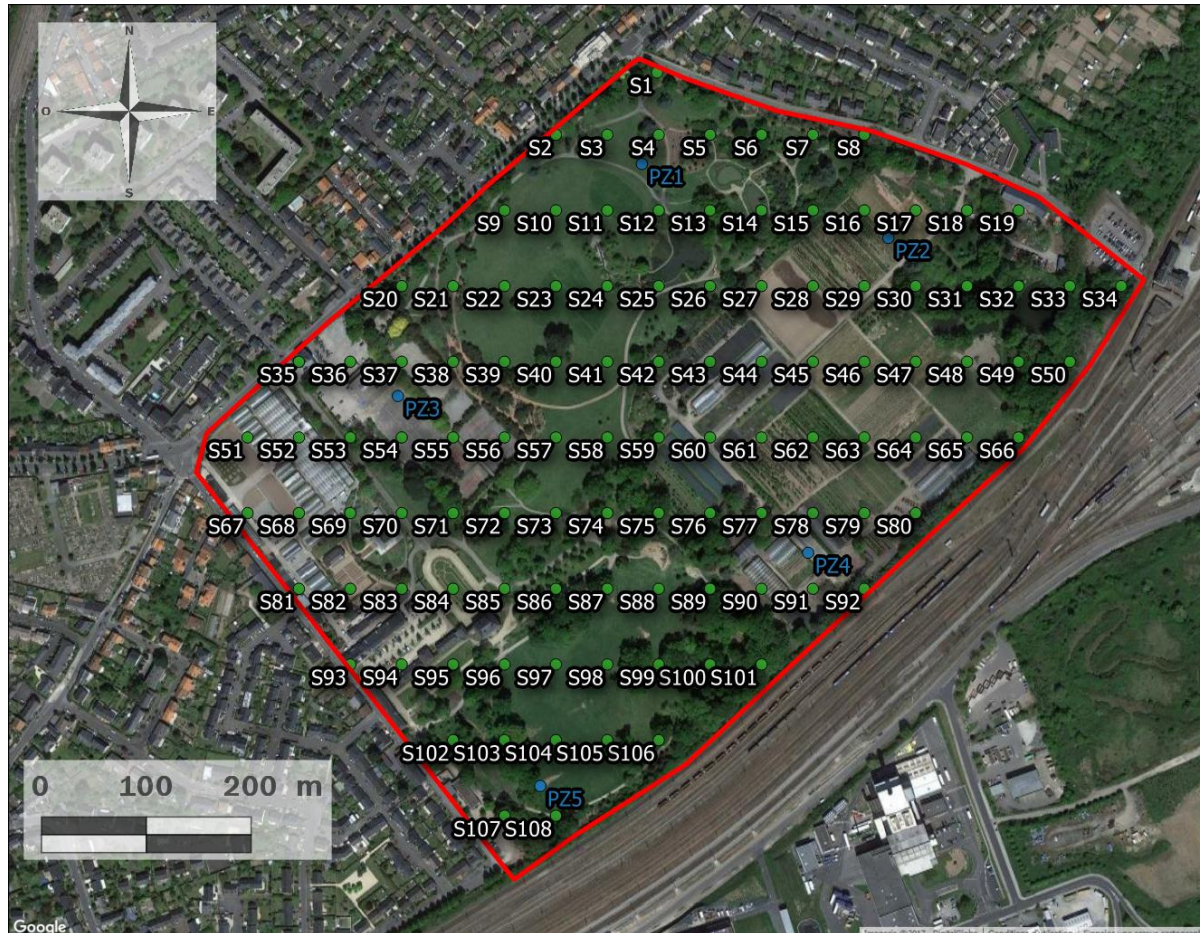 N
O E
S
S1
S2 S3 S4 S5 S6 S7 S8
PZ1
S9 S10 S11 S12 S13 S14 S15 S16 S17 S18 S19
PZ2
S20 S21 S22 S23 S24 S25 S26 S27 S28 S29 S30 S31 S32 S33 S34
S35 S36 S37 S38 S39 S40 S41 S42 S43 S44 S45 S46 S47 S48 S49 S50
PZ3
S51 S52 S53 S54 S55 S56 S57 S58 S59 S60 S61 S62 S63 S64 S65 S66
S67 S68 S69 S70 S71 S72 S73 S74 S75 S76 S77 S78 S79 S80
PZ4
S81 S82 S83 S84 S85 S86 S87 S88 S89 S90 S91 S92
S93 S94 S95 S96 S97 S98 S99 S100 S101
S102 S103 S104 S105 S106
0 100 200 m
PZ5
S107 S108
Google